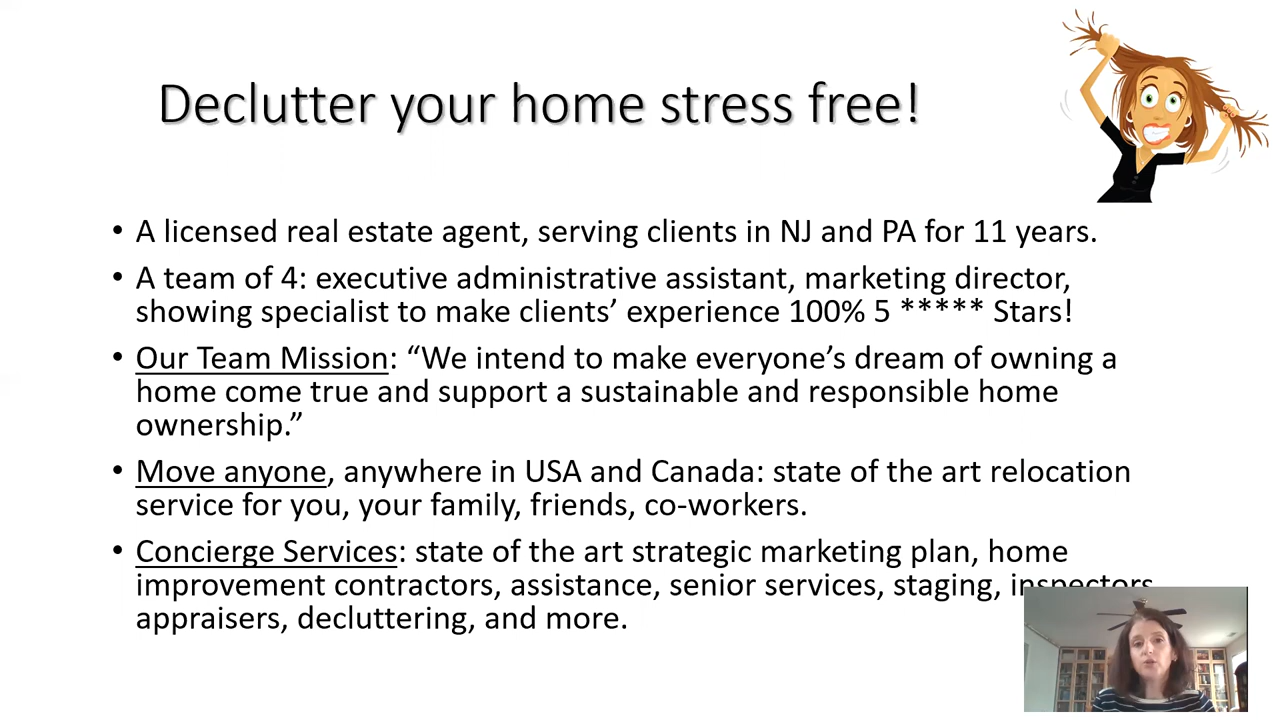 Declutter your home stress free!
• A licensed real estate agent, serving clients in NJ and PA for 11 years.
• A team of 4: executive administrative assistant, marketing director,
showing specialist to make clients’ experience 100% 5 ***** Stars!
• Our Team Mission: “We intend to make everyone’s dream of owning a
home come true and support a sustainable and responsible home
ownership.”
• Move anyone, anywhere in USA and Canada: state of the art relocation
service for you, your family, friends, co-workers.
• Concierge Services: state of the art strategic marketing plan, home
improvement contractors, assistance, senior services, staging, inspectors
appraisers, decluttering, and more.